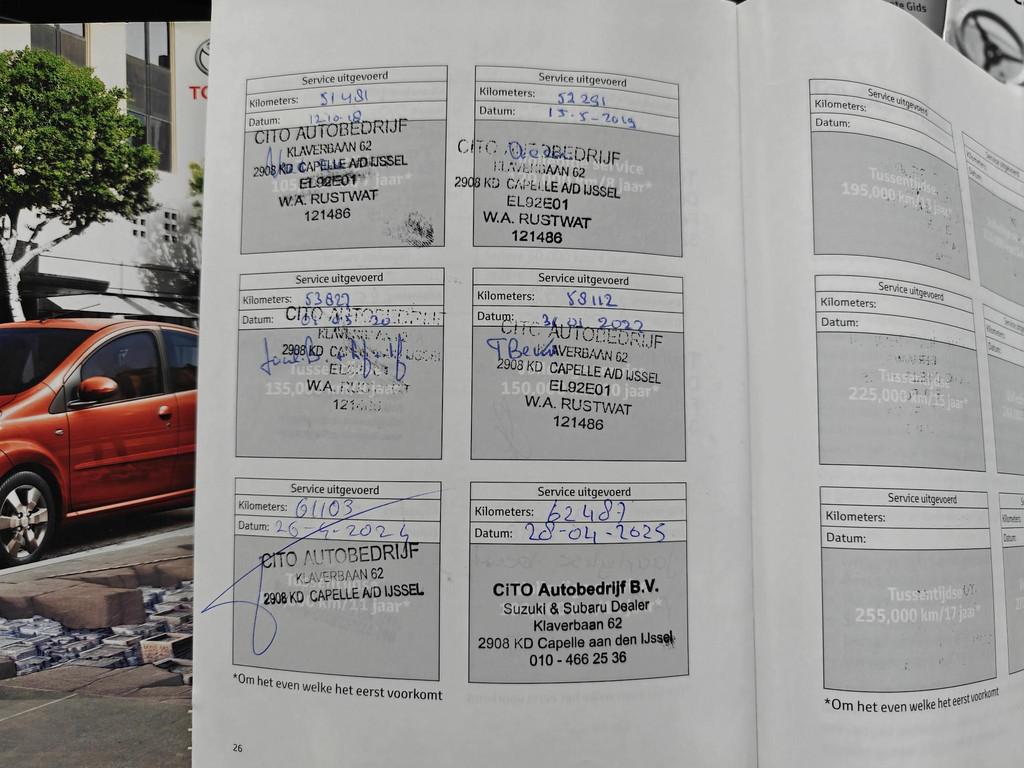 te Gids
TO
Service uitgevoerd
Kilometers: 51481
Datum: 12-10-18
CITO AUTOBEDRIJF
KLAVERBAAN 62
2908 KD CAPELLE A/D IJSSEL
EL92E01
W.A. RUSTWAT
121486
Service uitgevoerd
Kilometers: 52291
Datum: 15-5-2019
CITO AUTOBEDRIJF
KLAVERBAAN 62
2908 KD CAPELLE A/D IJSSEL
EL92E01
W.A. RUSTWAT
121486
Service uitgevoerd
Kilometers: 53827
Datum:
CITO AUTOBEDRIJF
KLAVERBAAN 62
2908 KD CAPELLE A/D IJSSEL
W.A. RUSTWAT
135,000 km/ jaar*
Service uitgevoerd
Kilometers: 58112
Datum: 31 01 2022
CITO AUTOBEDRIJF
KLAVERBAAN 62
2908 KD CAPELLE A/D IJSSEL
150,000 km/10 jaar*
EL92E01
W.A. RUSTWAT
121486
Service uitgevoerd
Kilometers: 61103
Datum: 26-4-2024
CITO AUTOBEDRIJF
KLAVERBAAN 62
2908 KD CAPELLE A/D IJSSEL
km/11 jaar*
Service uitgevoerd
Kilometers: 62487
Datum: 28-04-2025
CiTO Autobedrijf B.V.
Suzuki & Subaru Dealer
Klaverbaan 62
2908 KD Capelle aan den IJssel
010 - 466 25 36
*Om het even welke het eerst voorkomt
26
Service uitgevoerd
Kilometers:
Datum:
Tussentijdse
195,000 km/13 jaar*
Service uitgevoerd
Kilometers:
Datum:
Tussentijdse
225,000 km/15 jaar*
Service uitgevoerd
Kilometers:
Datum:
Tussentijdse
255,000 km/17 jaar*
*Om het even welke het eerst voorkomt